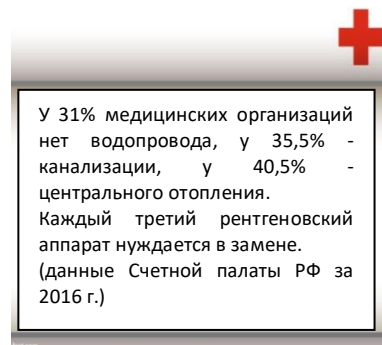 У 31% медицинских организаций
нет водопровода, у 35,5% -
канализации, у 40,5% -
центрального отопления.
Каждый третий рентгеновский
аппарат нуждается в замене.
(данные Счетной палаты РФ за
2016 г.)